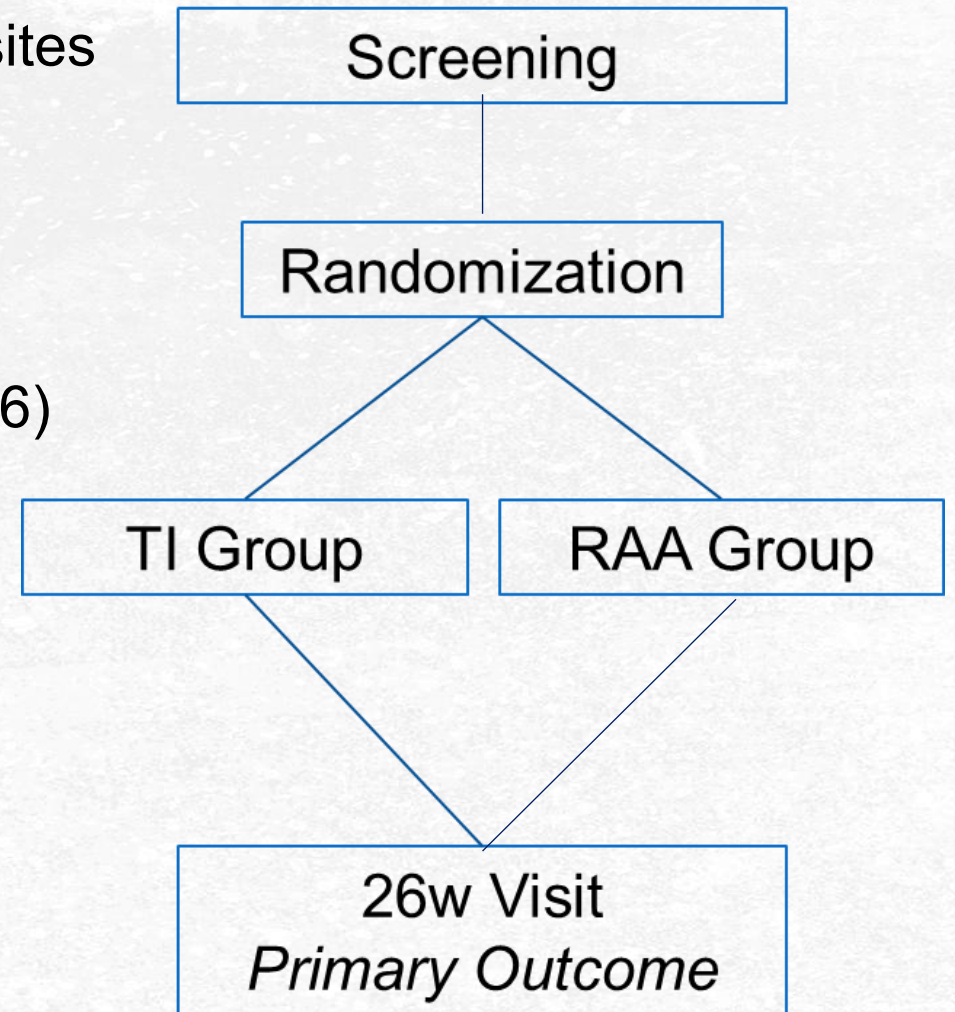 sites
Screening
Randomization
6)
TI Group
RAA Group
26w Visit
Primary Outcome